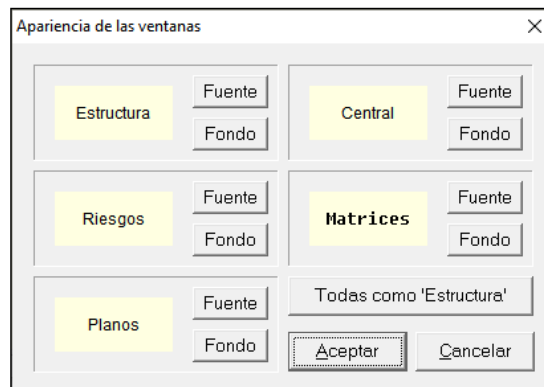 Apariencia de las ventanas
Estructura
Fuente
Fondo
Central
Fuente
Fondo
Riesgos
Fuente
Fondo
Matrices
Fuente
Fondo
Planos
Fuente
Fondo
Todas como 'Estructura'
Aceptar
Cancelar